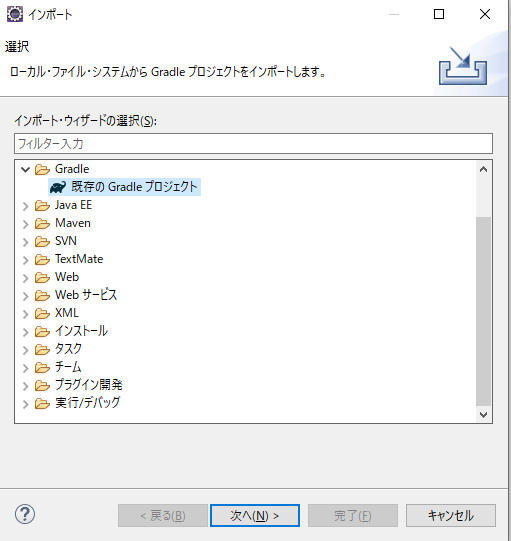 インポート
選択
ローカル・ファイル・システムから Gradle プロジェクトをインポートします。
インポート・ウィザードの選択(S):
フィルター入力
Gradle
既存の Gradle プロジェクト
Java EE
Maven
SVN
TextMate
Web
Web サービス
XML
インストール
タスク
チーム
プラグイン開発
実行/デバッグ
?
< 戻る(B)
次へ(N) >
完了(F)
キャンセル